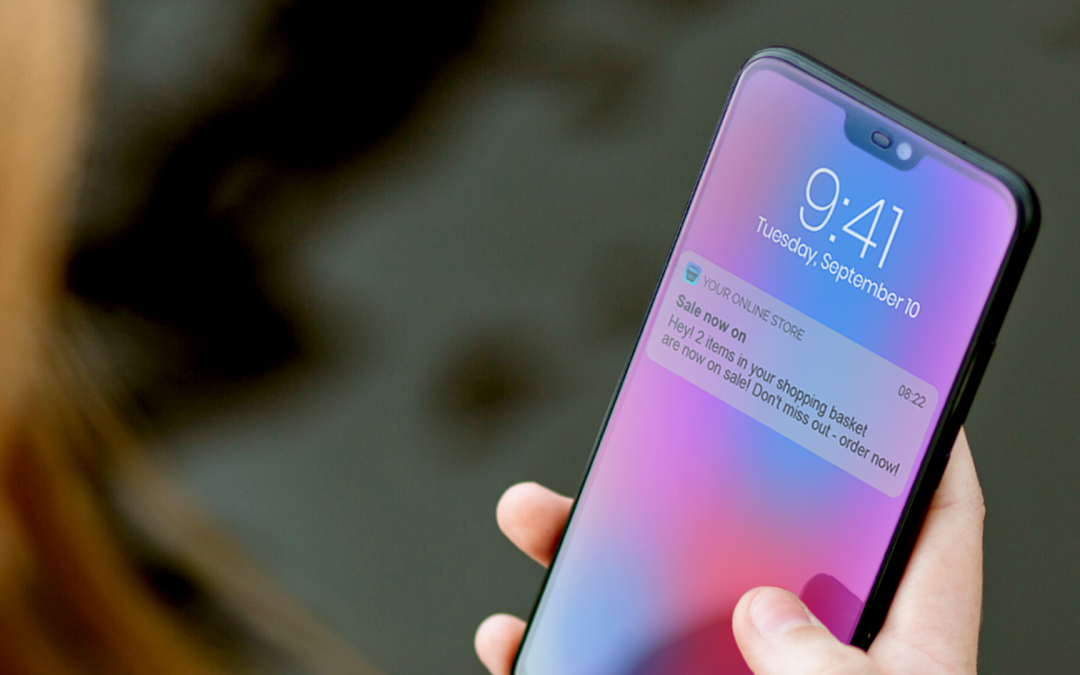 9:41
Tuesday, September 10
YOUR ONLINE STORE
08:22
Sale now on
Hey! 2 items in your shopping basket
are now on sale! Don't miss out - order now!